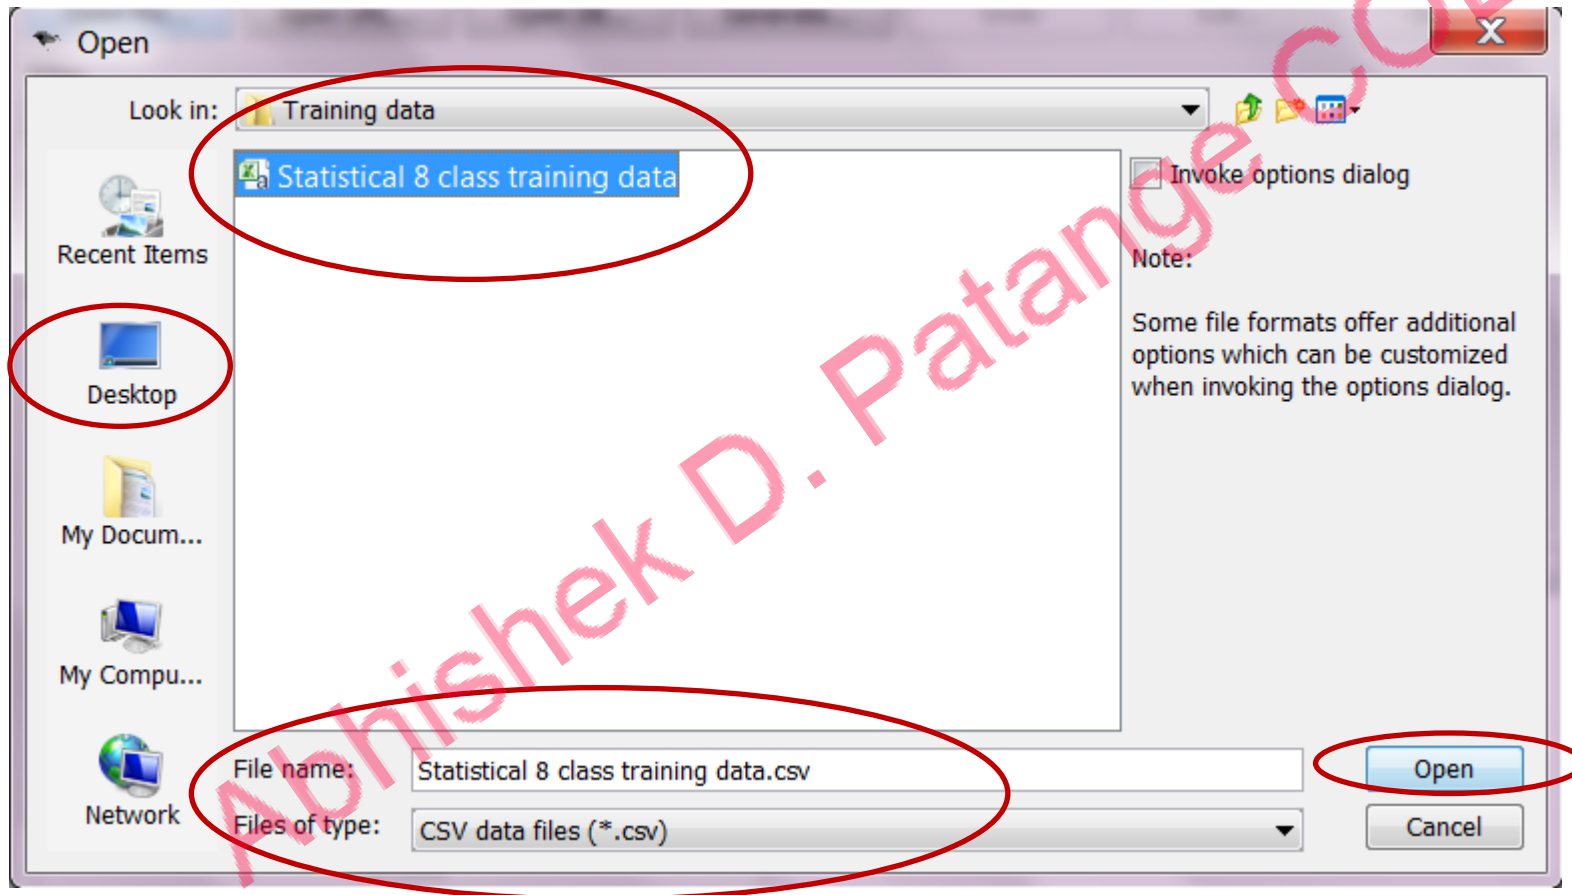 Open
Look in: Training data
Statistical 8 class training data
Invoke options dialog
Recent Items
Note:
Some file formats offer additional
options which can be customized
when invoking the options dialog.
Desktop
My Docum...
My Compu...
Network
File name: Statistical 8 class training data.csv
Open
Files of type: CSV data files (*.csv)
Cancel
Abhishek D. Patange